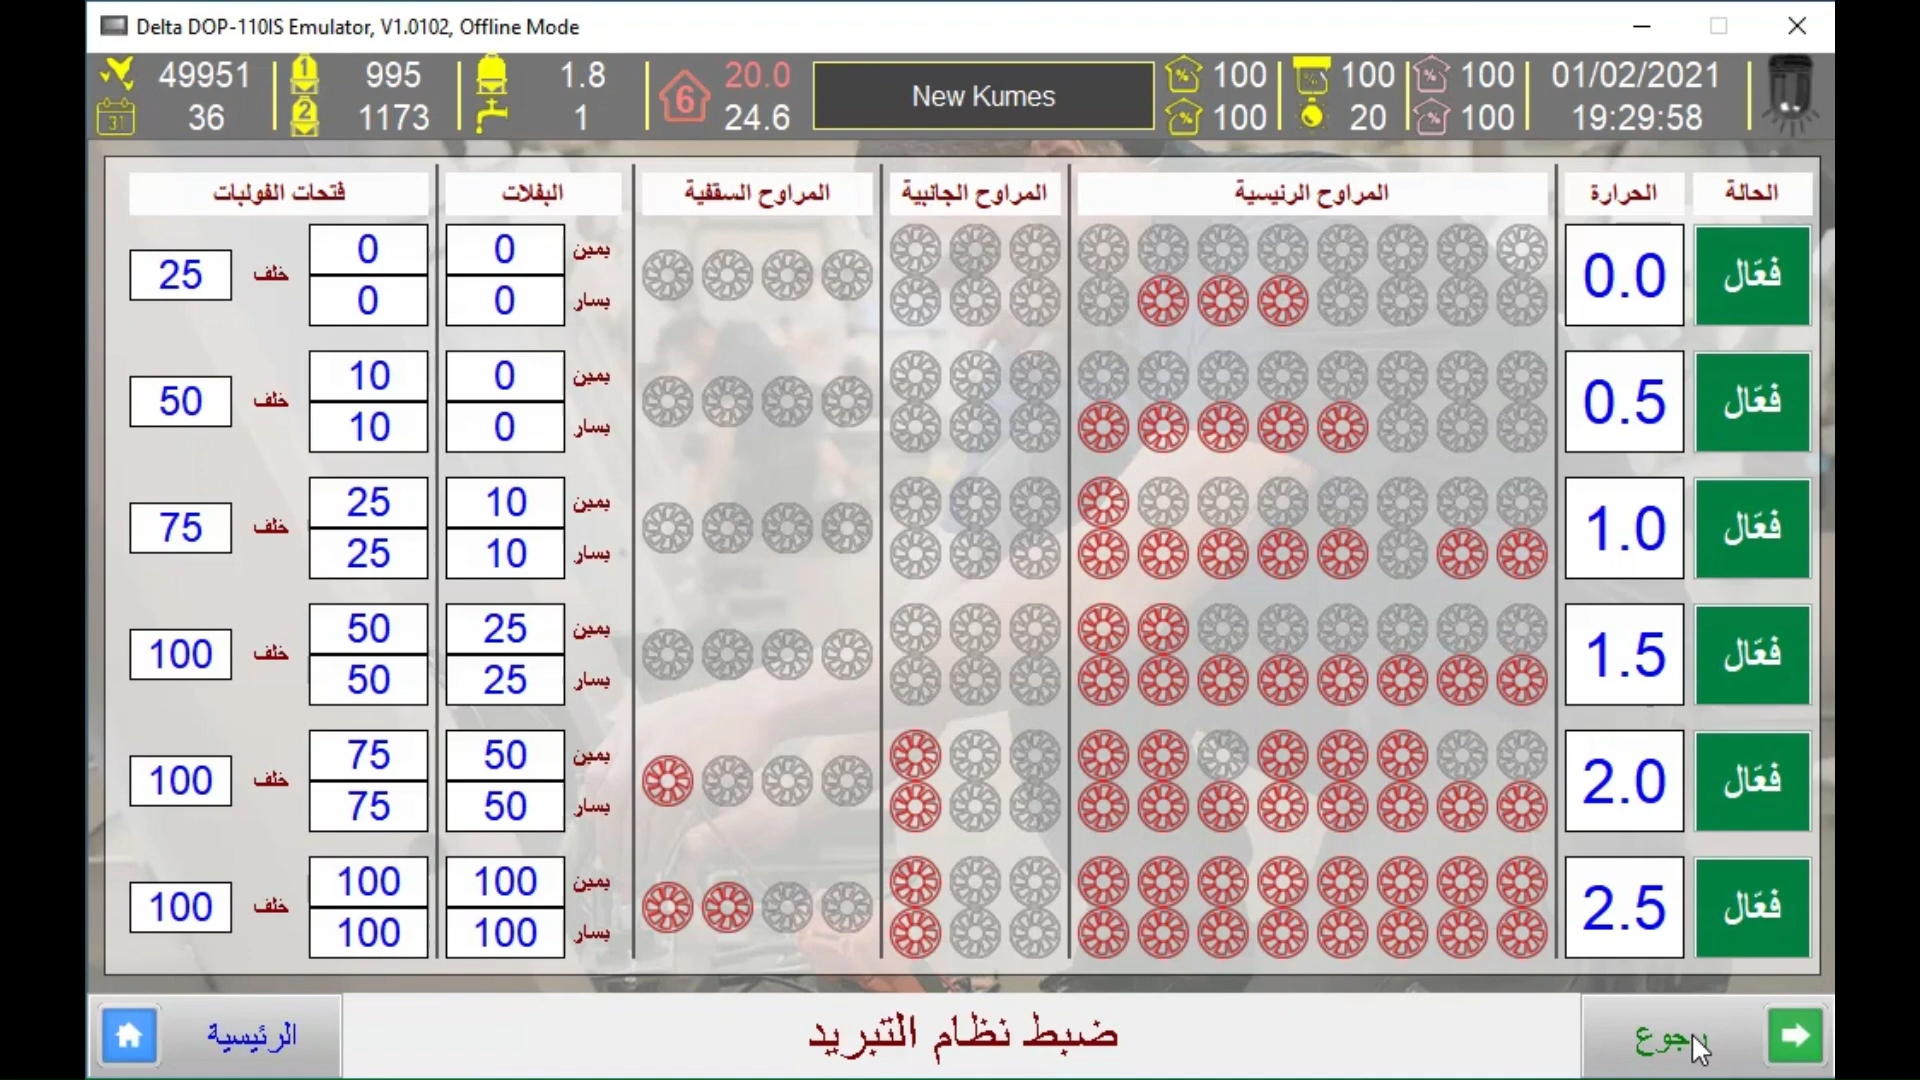 Delta DOP-110IS Emulator, V1.0102, Offline Mode
49951 1 995 1.8 20.0 New Kumes % 100 % 100 % 100 01/02/2021
31 36 2 1173 1 6 24.6 % 100 20 % 100 19:29:58
الحالة الحرارة المراوح الرئيسية المراوح الجانبية المراوح السقفية البفلات فتحات الفولبات
فعّال 0.0 يمين 0 0 خلف 25
يسار 0 0
فعّال 0.5 يمين 0 10 خلف 50
يسار 0 10
فعّال 1.0 يمين 10 25 خلف 75
يسار 10 25
فعّال 1.5 يمين 25 50 خلف 100
يسار 25 50
فعّال 2.0 يمين 50 75 خلف 100
يسار 50 75
فعّال 2.5 يمين 100 100 خلف 100
يسار 100 100
رجوع ضبط نظام التبريد الرئيسية